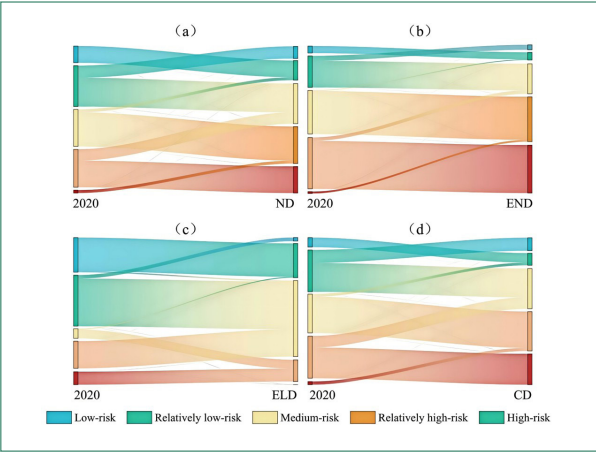 (a)
(b)
2020
ND
2020
END
(c)
(d)
2020
ELD
2020
CD
Low-risk
Relatively low-risk
Medium-risk
Relatively high-risk
High-risk